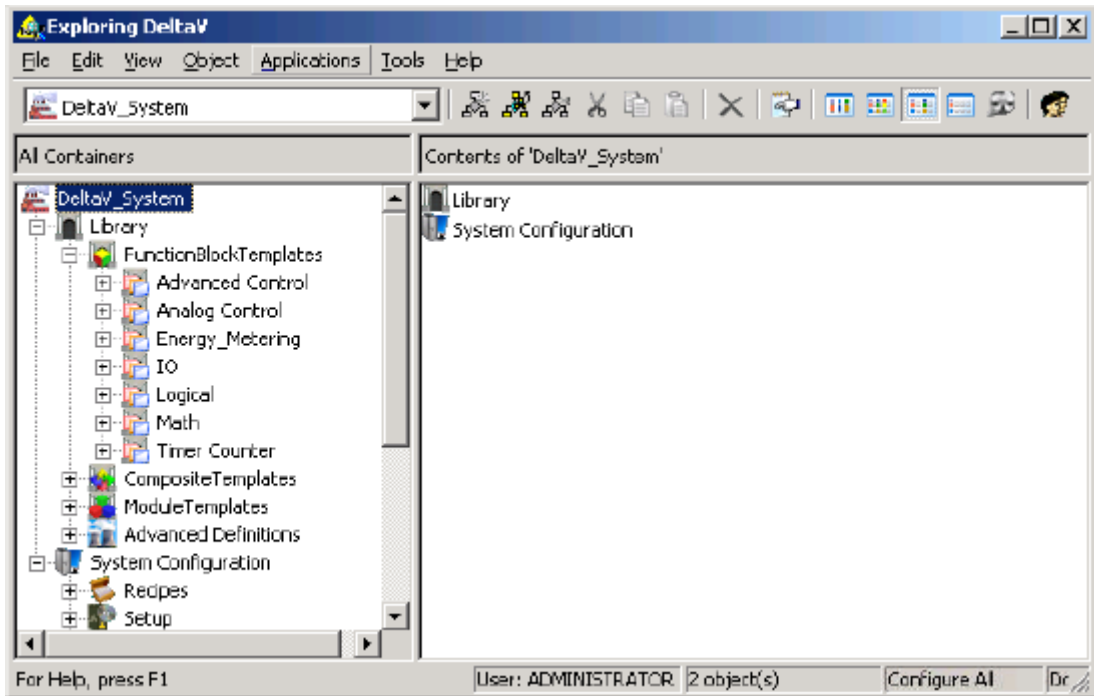 Exploring DeltaV
File Edit View Object Applications Tools Help
DeltaV_System
All Containers
Contents of 'DeltaV_System'
DeltaV_System
Library
FunctionBlockTemplates
Advanced Control
Analog Control
Energy_Metering
IO
Logical
Math
Timer Counter
CompositeTemplates
ModuleTemplates
Advanced Definitions
System Configuration
Recipes
Setup
Library
System Configuration
For Help, press F1
User: ADMINISTRATOR
2 object(s)
Configure All
Dc